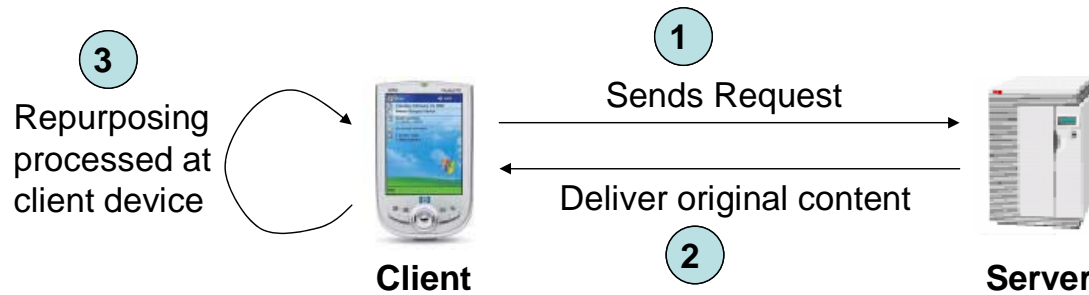 1
3
Sends Request
Repurposing
processed at
client device
Deliver original content
2
Client
Server